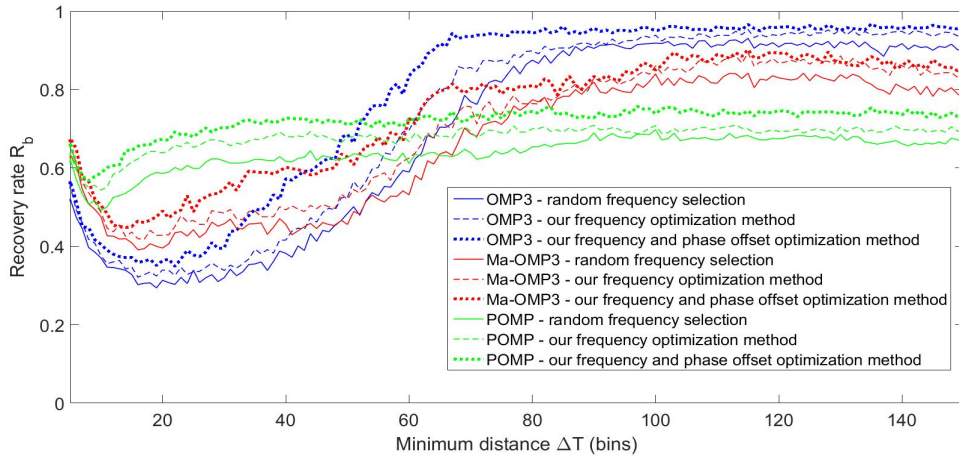 1
0.8
0.6
0.4
0.2
0
Recovery rate R_b
OMP3 - random frequency selection
OMP3 - our frequency optimization method
OMP3 - our frequency and phase offset optimization method
Ma-OMP3 - random frequency selection
Ma-OMP3 - our frequency optimization method
Ma-OMP3 - our frequency and phase offset optimization method
POMP - random frequency selection
POMP - our frequency optimization method
POMP - our frequency and phase offset optimization method
20 40 60 80 100 120 140
Minimum distance ΔT (bins)